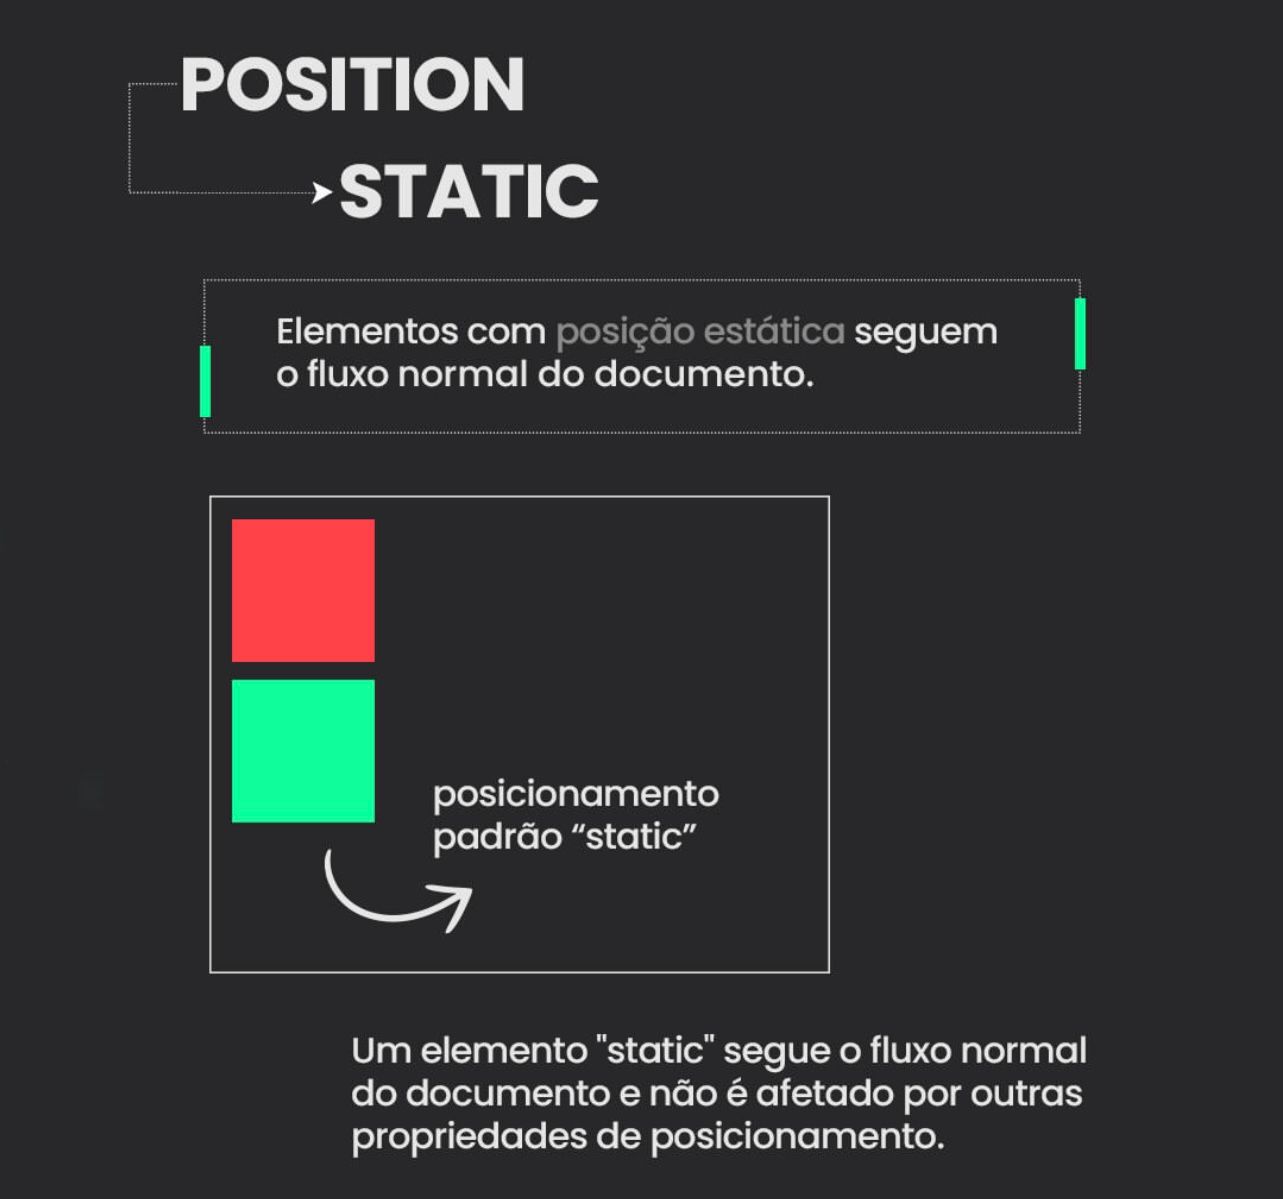 POSITION
STATIC
Elementos com posição estática seguem
o fluxo normal do documento.
posicionamento
padrão “static”
Um elemento "static" segue o fluxo normal
do documento e não é afetado por outras
propriedades de posicionamento.